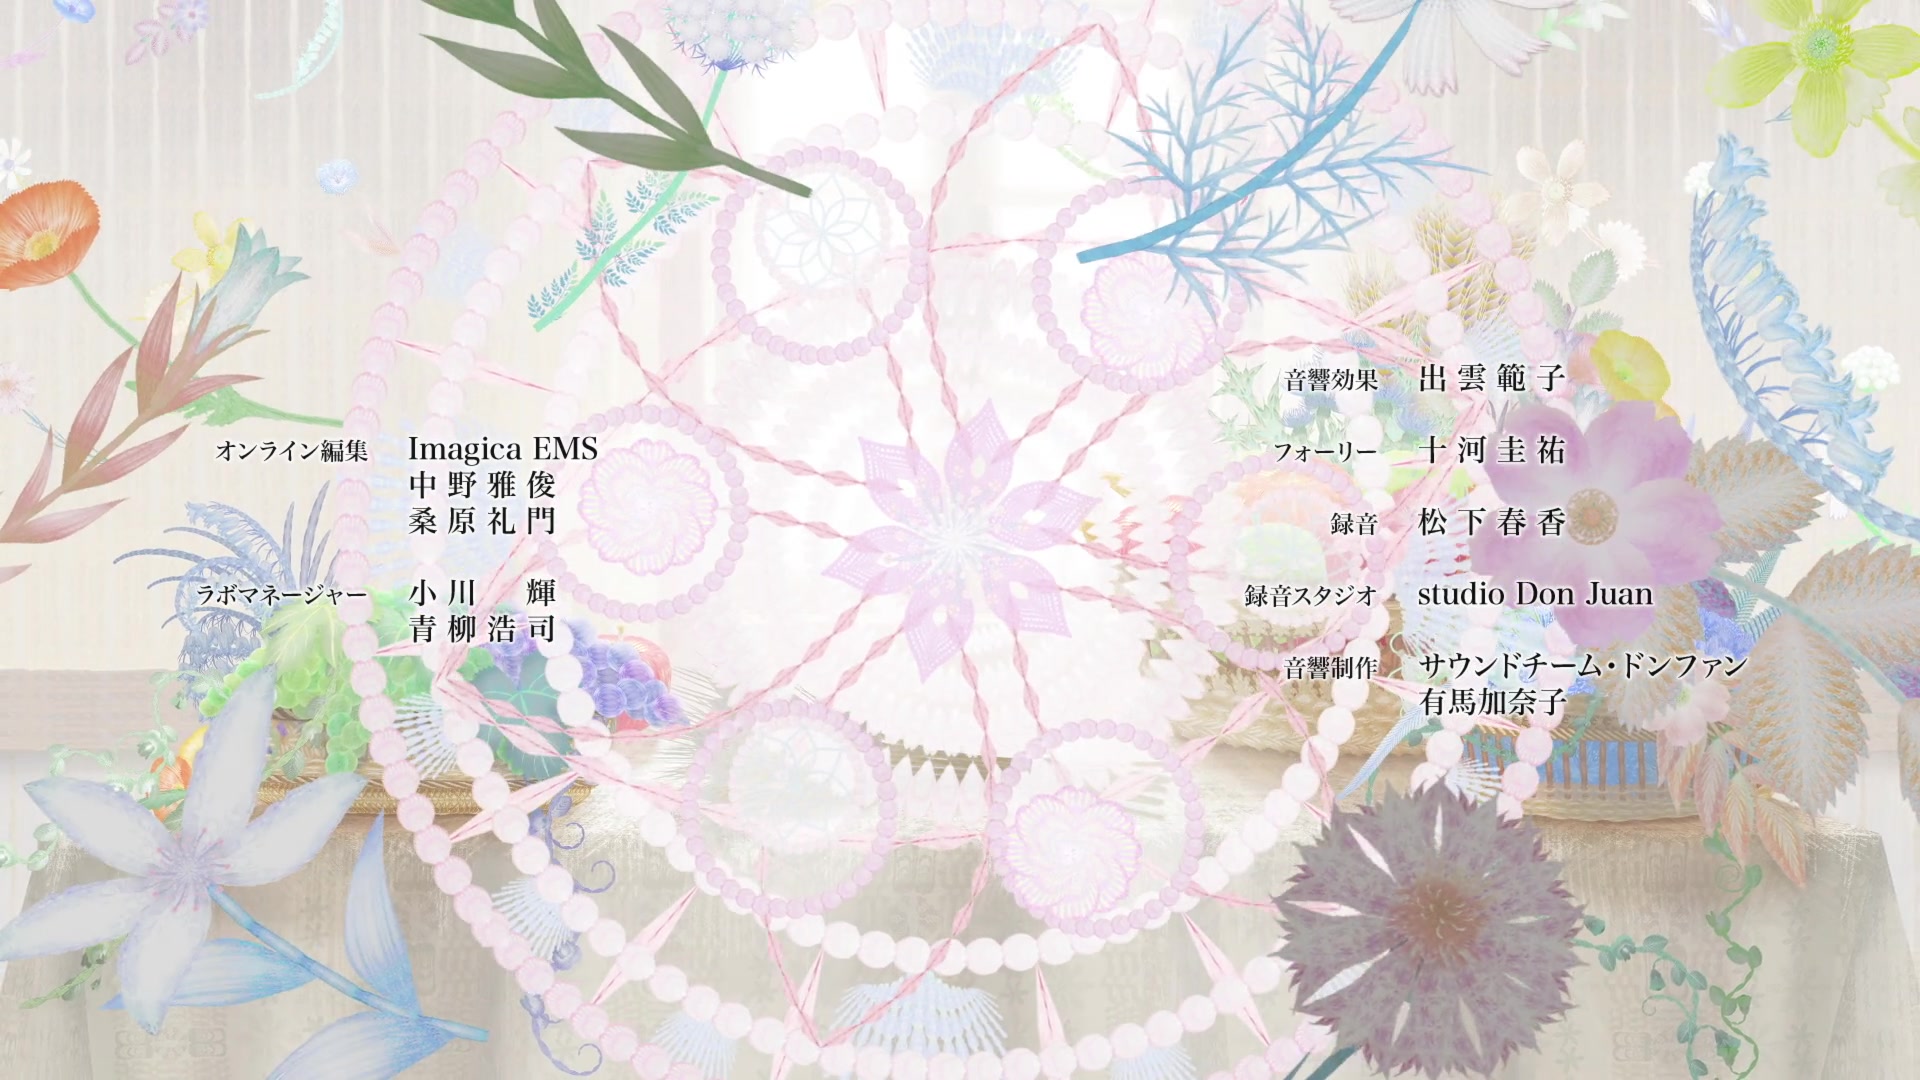 オンライン編集 Imagica EMS
中野雅俊
桑原礼門
ラボマネージャー 小川 輝
青柳浩司
音響効果 出雲範子
フォーリー 十河圭祐
録音 松下春香
録音スタジオ studio Don Juan
音響制作 サウンドチーム・ドンファン
有馬加奈子